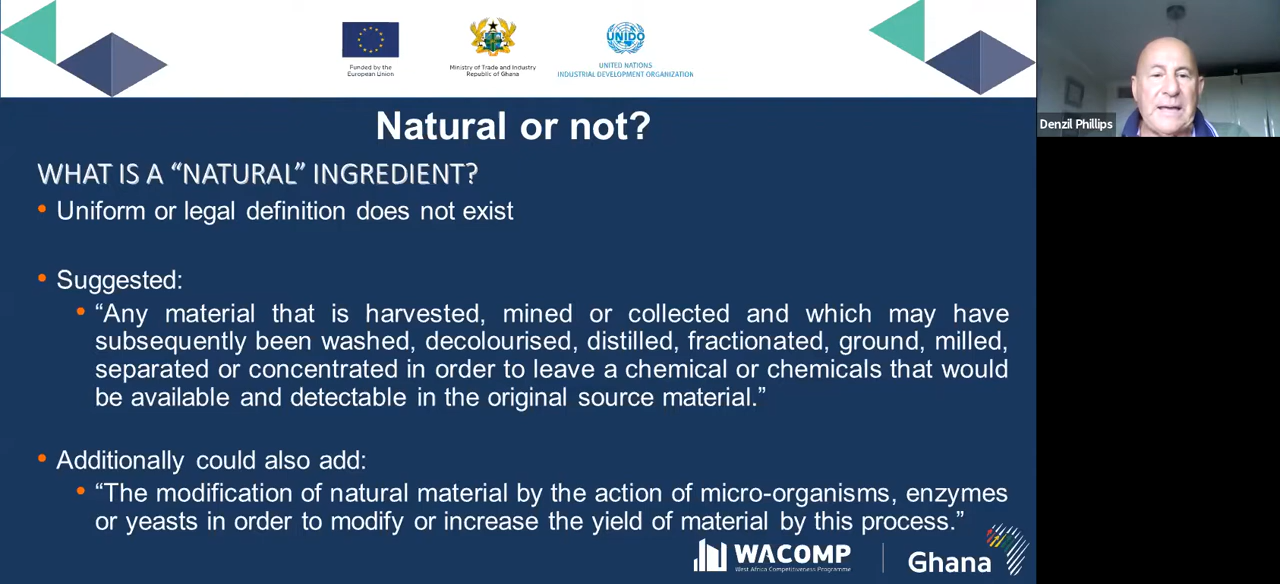 Funded by the
European Union
Ministry of Trade and Industry
Republic of Ghana
UNIDO
UNITED NATIONS
INDUSTRIAL DEVELOPMENT ORGANIZATION
Denzil Phillips
Natural or not?
WHAT IS A “NATURAL” INGREDIENT?
• Uniform or legal definition does not exist
• Suggested:
• “Any material that is harvested, mined or collected and which may have
subsequently been washed, decolourised, distilled, fractionated, ground, milled,
separated or concentrated in order to leave a chemical or chemicals that would
be available and detectable in the original source material.”
• Additionally could also add:
• “The modification of natural material by the action of micro-organisms, enzymes
or yeasts in order to modify or increase the yield of material by this process.”
WACOMP
West Africa Competitiveness Programme
Ghana